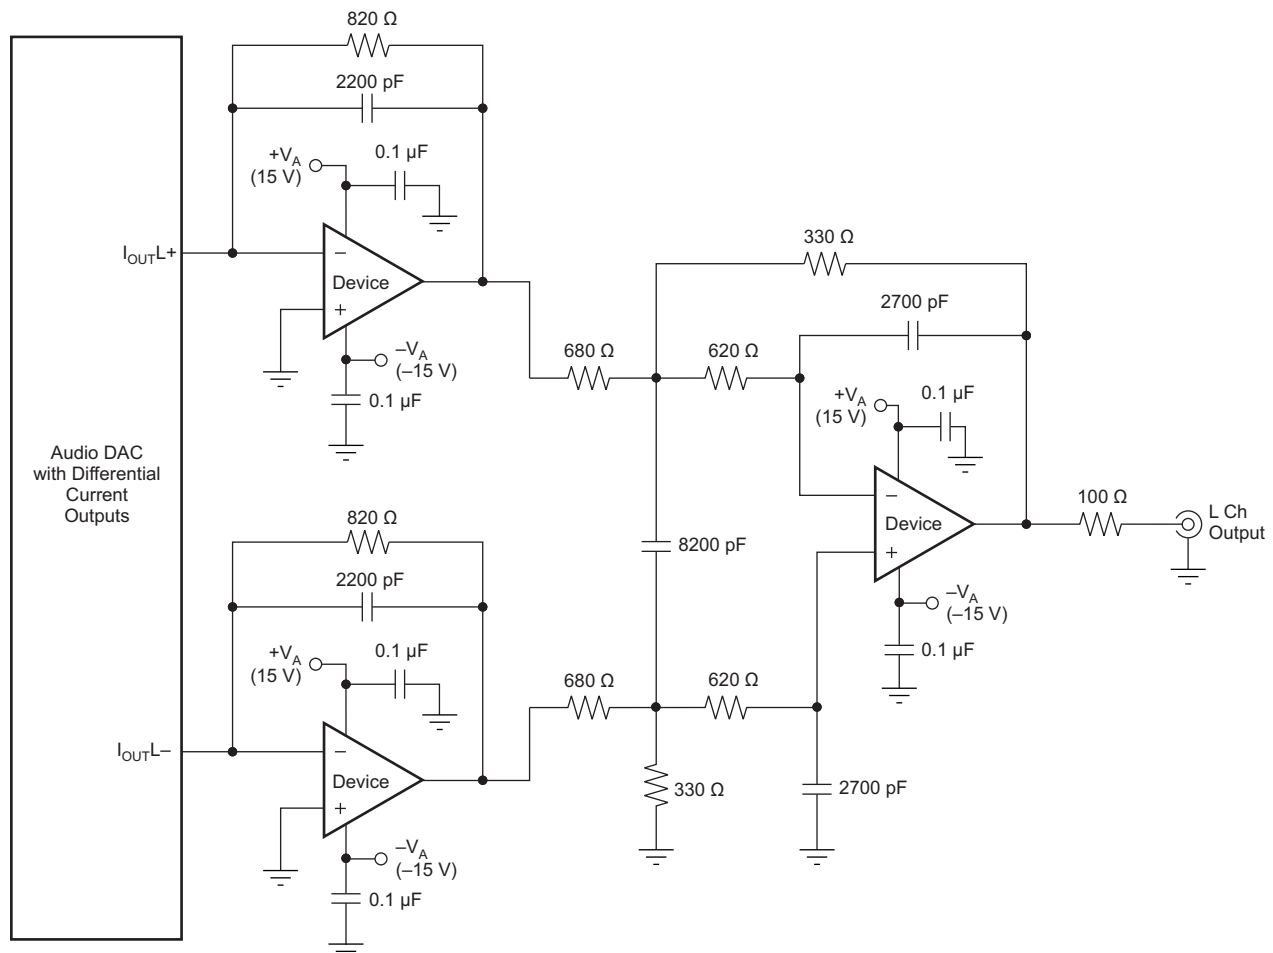 820 Ω
2200 pF
+VA
(15 V)
0.1 µF
IOUTL+
–
Device
+
–VA
(–15 V)
0.1 µF
Audio DAC
with Differential
Current
Outputs
820 Ω
2200 pF
+VA
(15 V)
0.1 µF
IOUTL–
–
Device
+
–VA
(–15 V)
0.1 µF
680 Ω
620 Ω
330 Ω
2700 pF
+VA
(15 V)
0.1 µF
–
Device
+
–VA
(–15 V)
0.1 µF
100 Ω
L Ch
Output
8200 pF
680 Ω
620 Ω
330 Ω
2700 pF